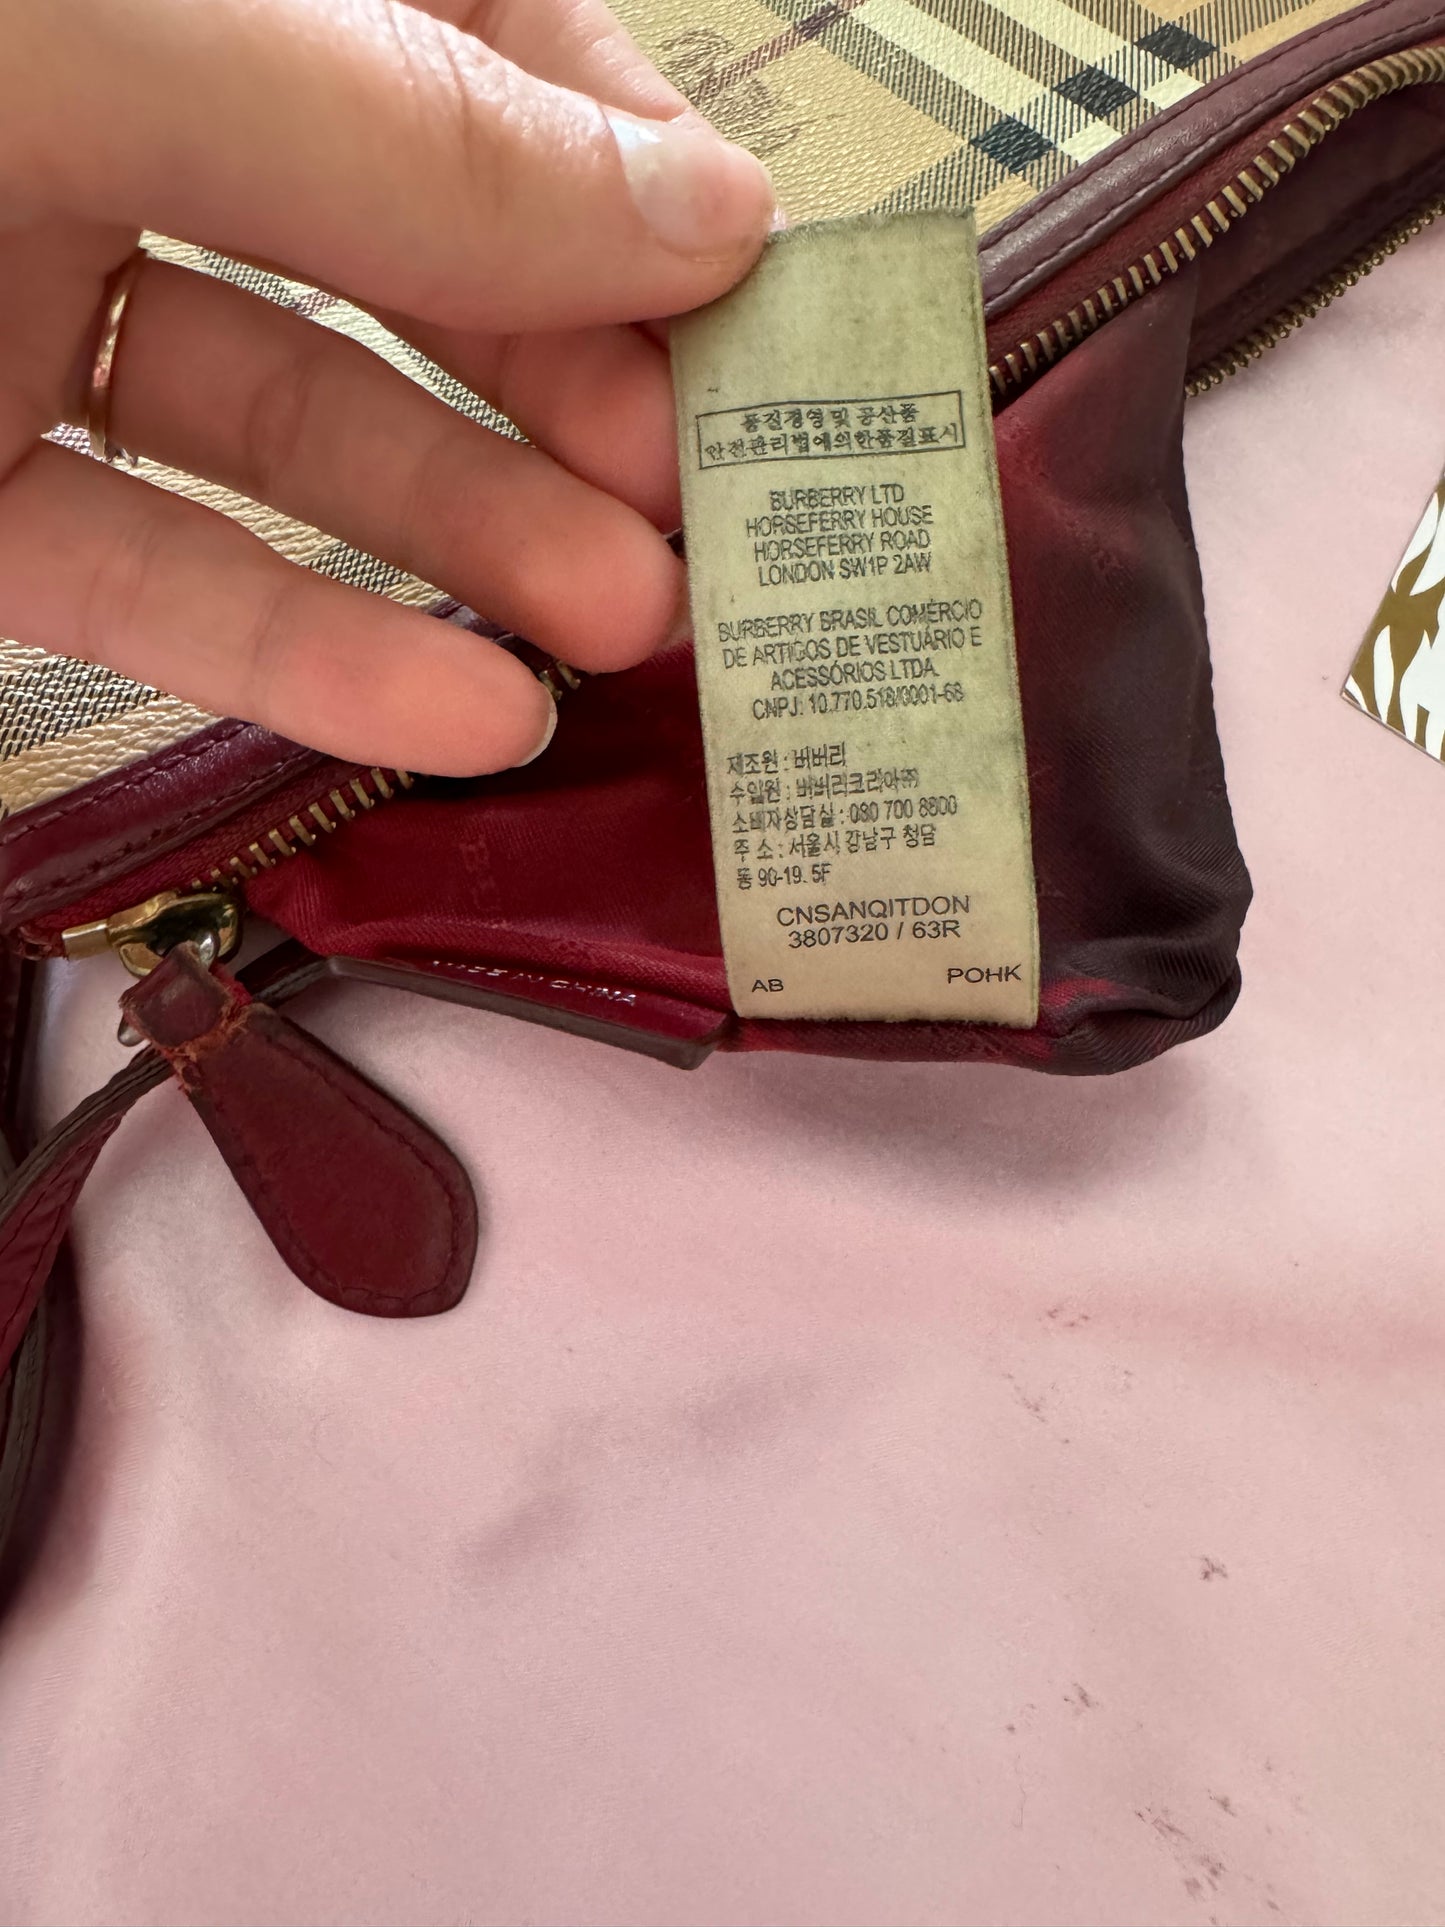 품질경영 및 공산품
안전관리법에의한품질표시
BURBERRY LTD
HORSEFERRY HOUSE
HORSEFERRY ROAD
LONDON SW1P 2AW
BURBERRY BRASIL COMÉRCIO
DE ARTIGOS DE VESTUÁRIO E
ACESSÓRIOS LTDA.
CNPJ: 10.770.518/0001-68
제조원 : 버버리
수입원 : 버버리코리아㈜
소비자상담실 : 080 700 8800
주 소 : 서울시 강남구 청담
동 90-19. 5F
CNSANQITDON
3807320 / 63R
AB POHK
MADE IN CHINA